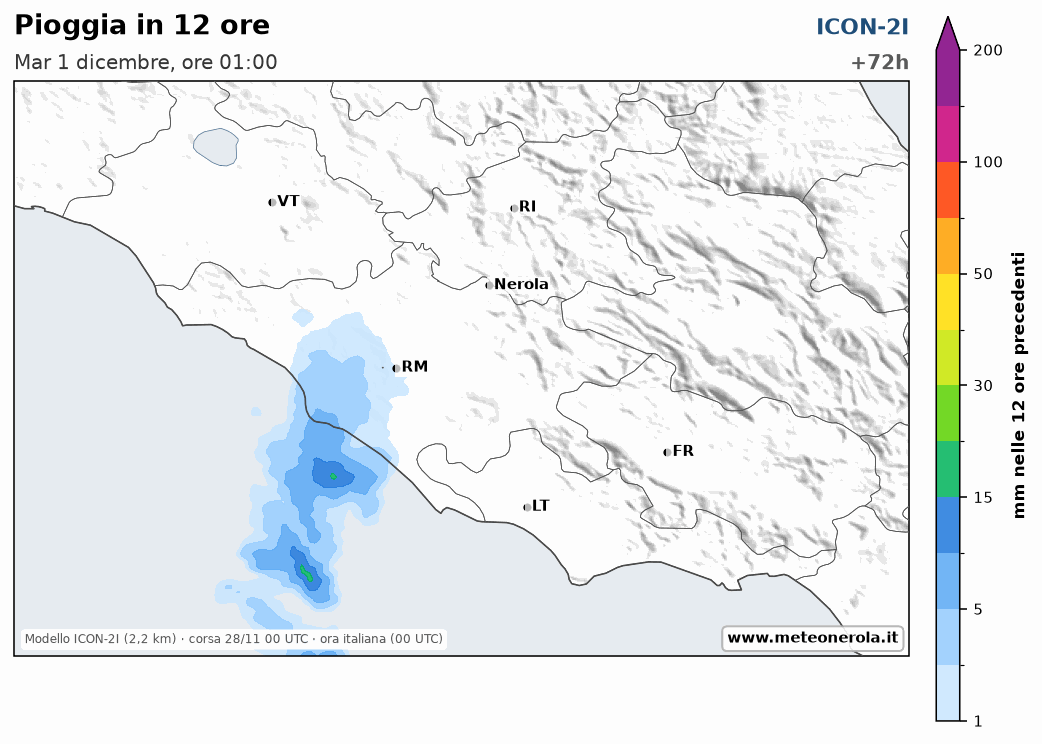 Pioggia in 12 ore
ICON-2I
Mar 1 dicembre, ore 01:00
+72h
200
100
50
30
15
5
1
mm nelle 12 ore precedenti
VT
RI
Nerola
RM
FR
LT
Modello ICON-2I (2,2 km) · corsa 28/11 00 UTC · ora italiana (00 UTC)
www.meteonerola.it